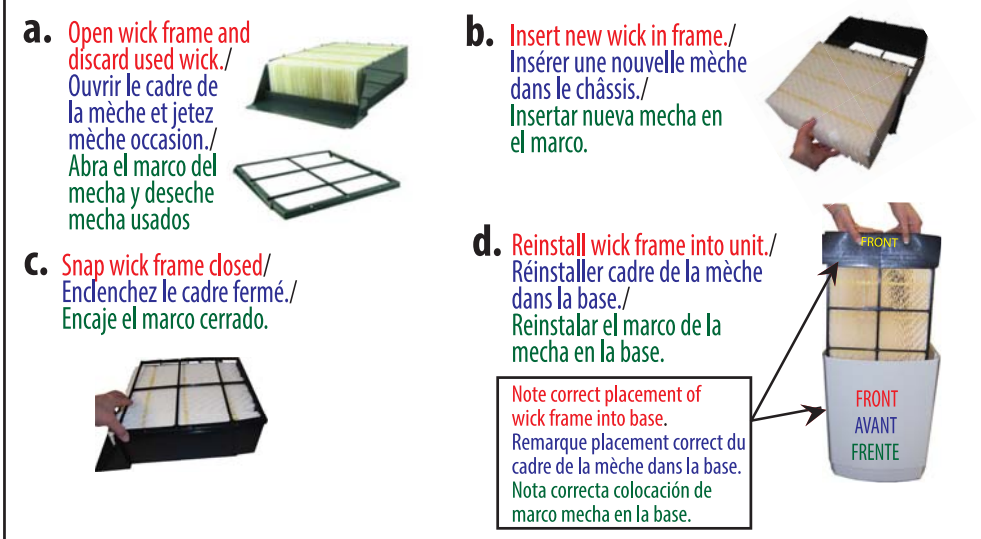 a. Open wick frame and
discard used wick./
Ouvrir le cadre de
la mèche et jetez
mèche occasion./
Abra el marco del
mecha y deseche
mecha usados
b. Insert new wick in frame./
Insérer une nouvelle mèche
dans le châssis./
Insertar nueva mecha en
el marco.
c. Snap wick frame closed/
Enclenchez le cadre fermé./
Encaje el marco cerrado.
d. Reinstall wick frame into unit./
Réinstaller cadre de la mèche
dans la base./
Reinstalar el marco de la
mecha en la base.
Note correct placement of
wick frame into base.
Remarque placement correct du
cadre de la mèche dans la base.
Nota correcta colocación de
marco mecha en la base.
FRONT
FRONT
AVANT
FRENTE